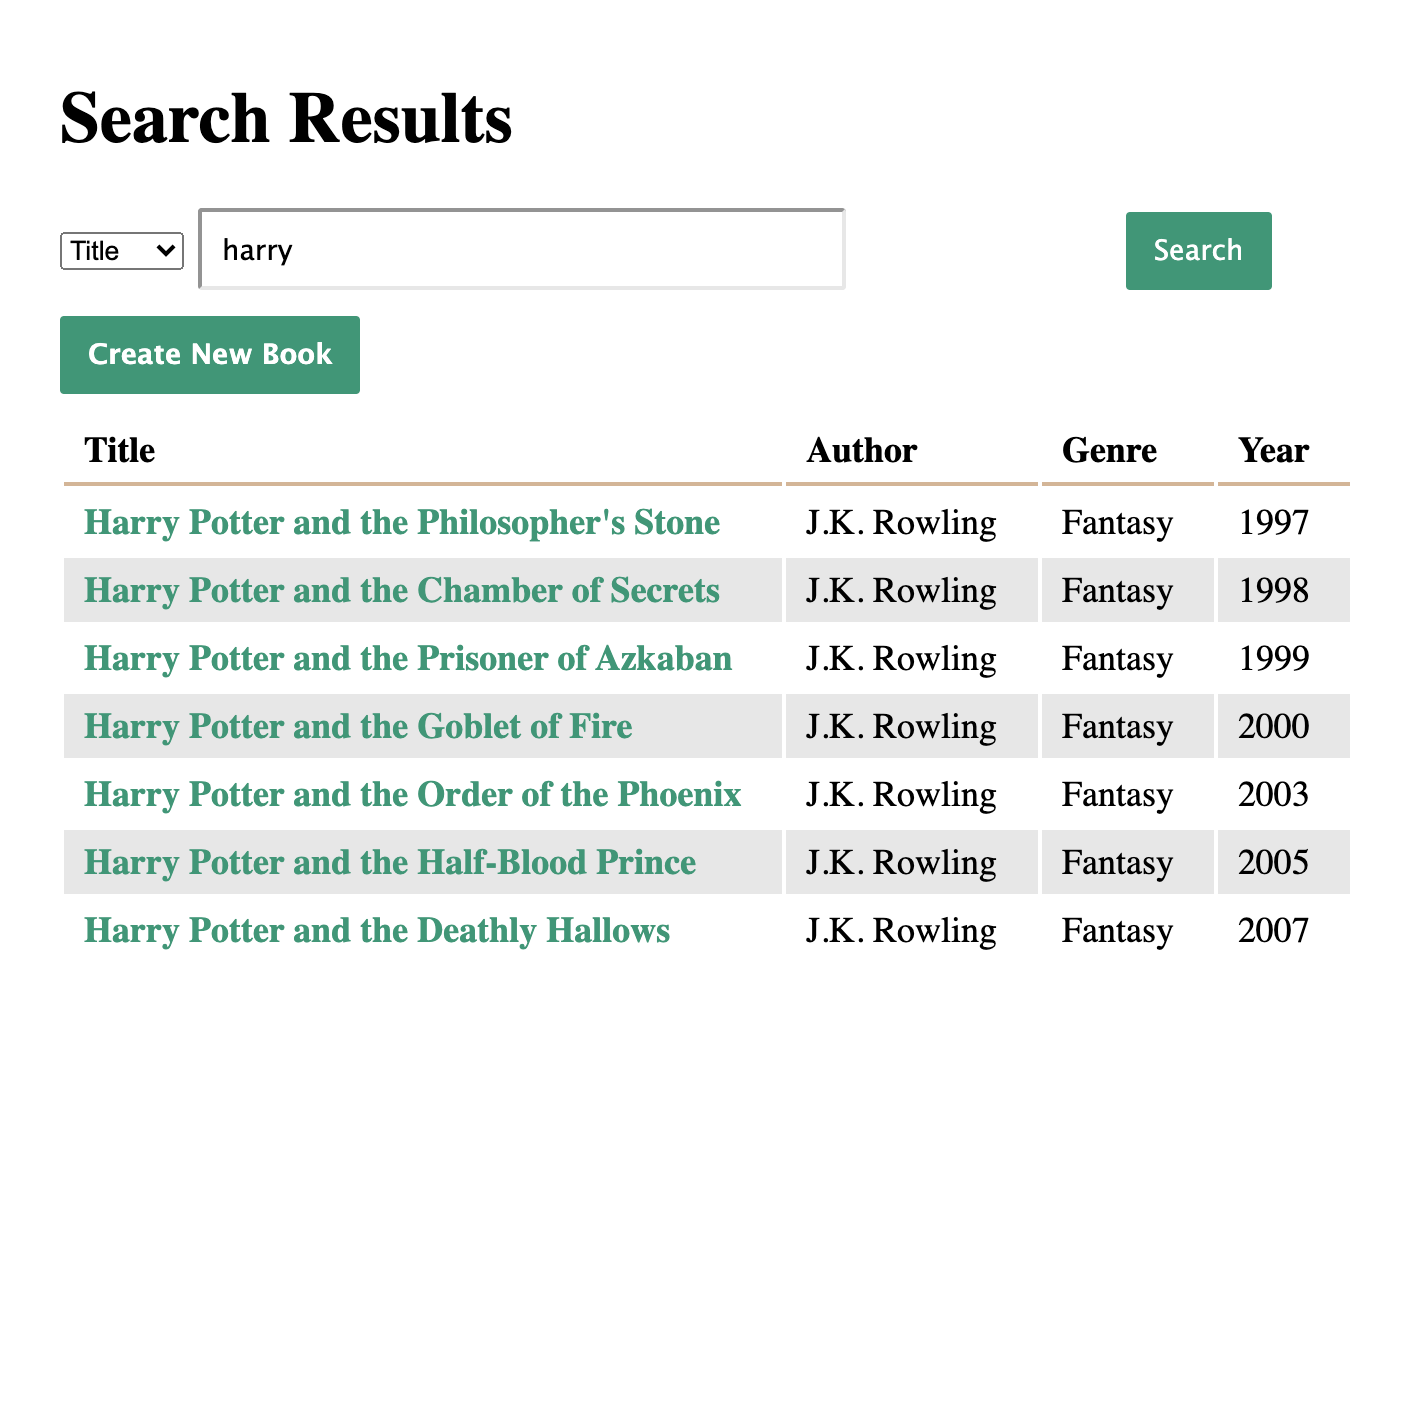 Search Results
Title harry Search
Create New Book
Title Author Genre Year
Harry Potter and the Philosopher's Stone J.K. Rowling Fantasy 1997
Harry Potter and the Chamber of Secrets J.K. Rowling Fantasy 1998
Harry Potter and the Prisoner of Azkaban J.K. Rowling Fantasy 1999
Harry Potter and the Goblet of Fire J.K. Rowling Fantasy 2000
Harry Potter and the Order of the Phoenix J.K. Rowling Fantasy 2003
Harry Potter and the Half-Blood Prince J.K. Rowling Fantasy 2005
Harry Potter and the Deathly Hallows J.K. Rowling Fantasy 2007